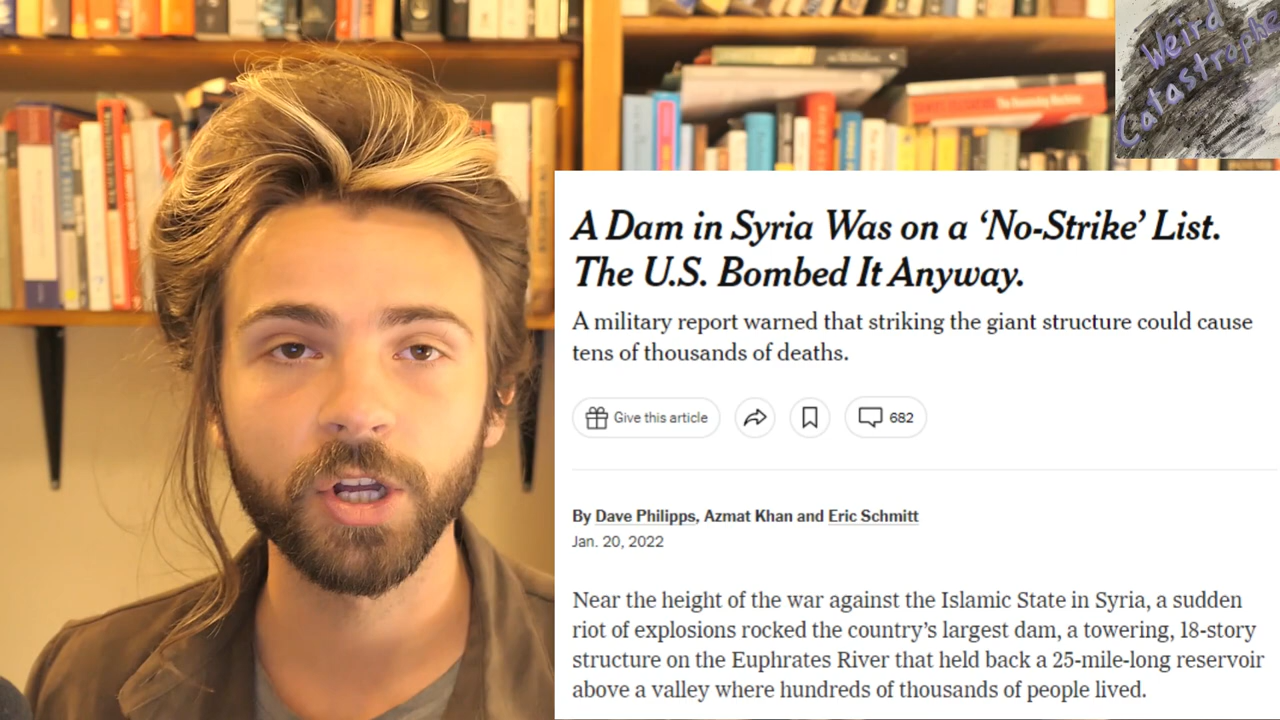 Weird
Catastrophe
A Dam in Syria Was on a ‘No-Strike’ List.
The U.S. Bombed It Anyway.
A military report warned that striking the giant structure could cause
tens of thousands of deaths.
Give this article
682
By Dave Philipps, Azmat Khan and Eric Schmitt
Jan. 20, 2022
Near the height of the war against the Islamic State in Syria, a sudden
riot of explosions rocked the country’s largest dam, a towering, 18-story
structure on the Euphrates River that held back a 25-mile-long reservoir
above a valley where hundreds of thousands of people lived.